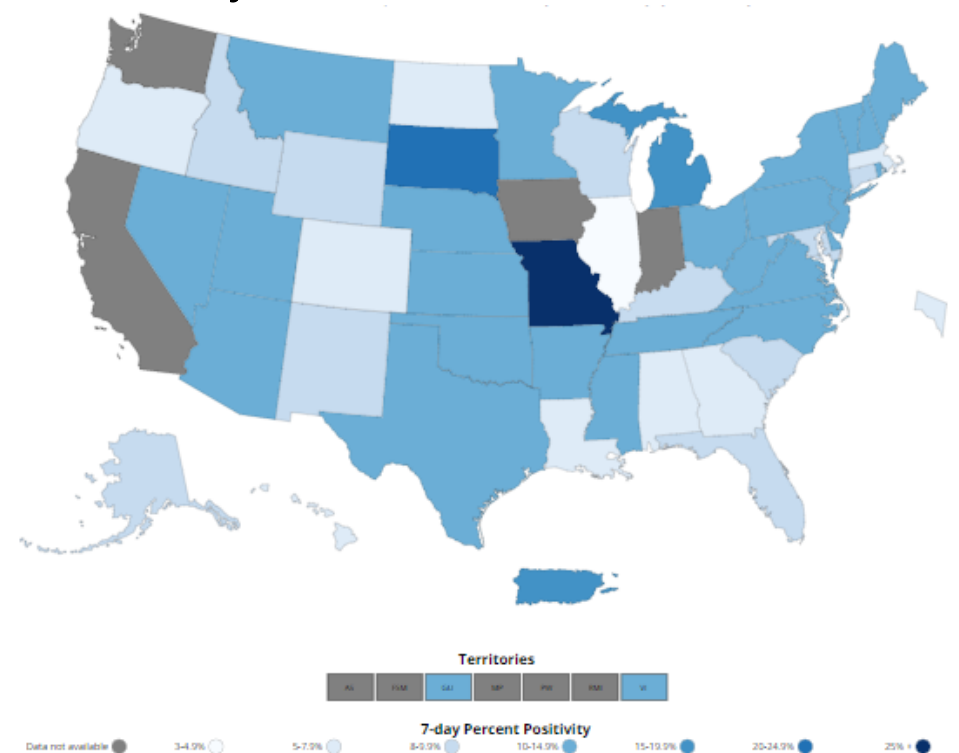 Territories
FSM GU MP PW RMI VI
7-day Percent Positivity
Data not available 3-4.9% 5-7.9% 8-9.9% 10-14.9% 15-19.9% 20-24.9% 25% +